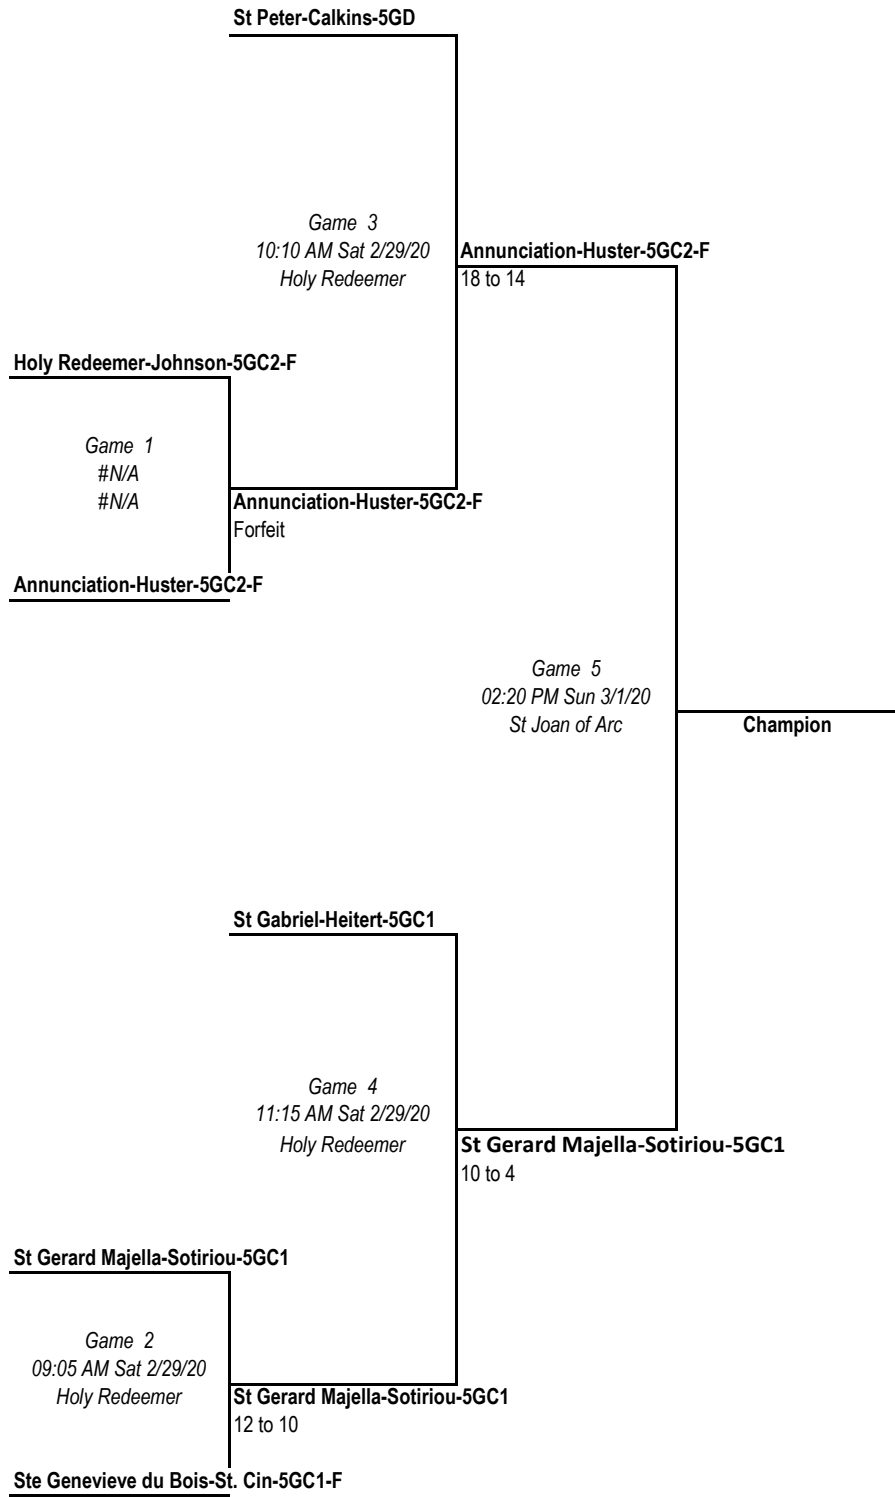 St Peter-Calkins-5GD
Game 3
10:10 AM Sat 2/29/20
Holy Redeemer
Annunciation-Huster-5GC2-F
18 to 14
Holy Redeemer-Johnson-5GC2-F
Game 1
#N/A
#N/A
Annunciation-Huster-5GC2-F
Forfeit
Annunciation-Huster-5GC2-F
Game 5
02:20 PM Sun 3/1/20
St Joan of Arc
Champion
St Gabriel-Heitert-5GC1
Game 4
11:15 AM Sat 2/29/20
Holy Redeemer
St Gerard Majella-Sotiriou-5GC1
10 to 4
St Gerard Majella-Sotiriou-5GC1
Game 2
09:05 AM Sat 2/29/20
Holy Redeemer
St Gerard Majella-Sotiriou-5GC1
12 to 10
Ste Genevieve du Bois-St. Cin-5GC1-F